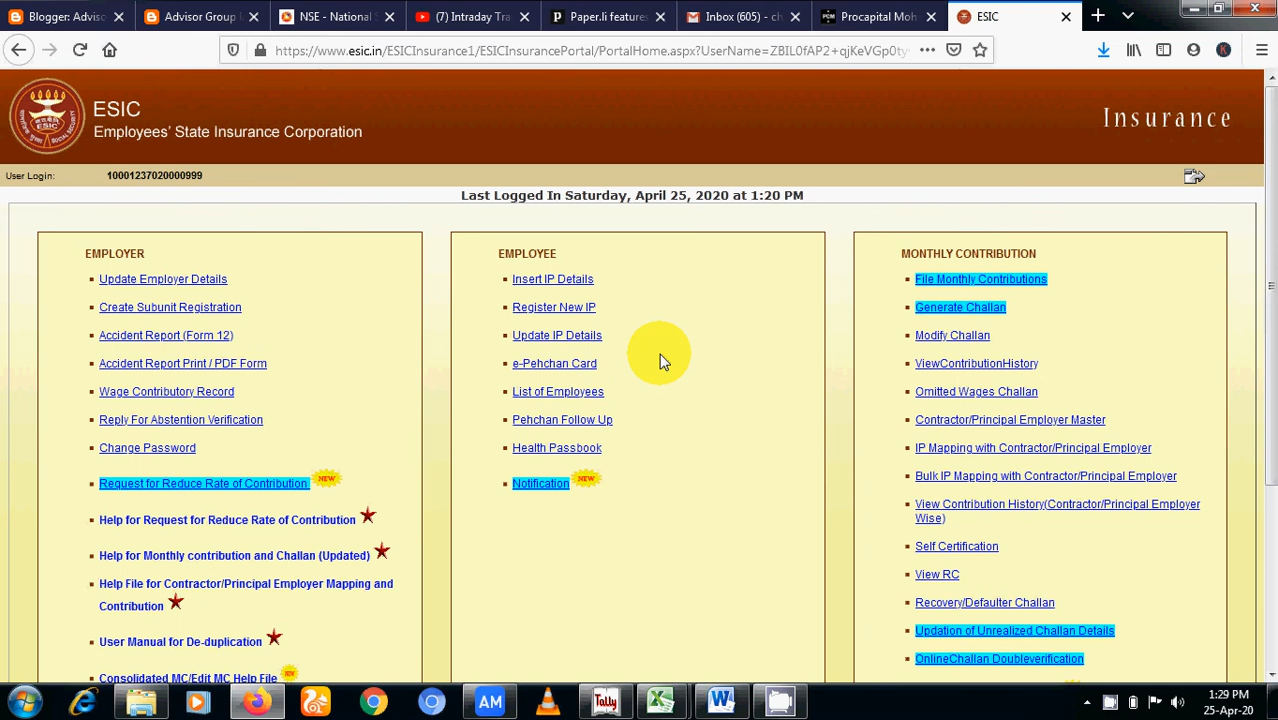 Blogger: Advisor
Advisor Group
NSE - National S
(7) Intraday Tra
Paper.li features
Inbox (605) - ch
Procapital Moh
ESIC
https://www.esic.in/ESICInsurance1/ESICInsurancePortal/PortalHome.aspx?UserName=ZBIL0fAP2+qjKeVGp0ty
K
ESIC
Employees' State Insurance Corporation
Insurance
User Login: 10001237020000999
Last Logged In Saturday, April 25, 2020 at 1:20 PM
EMPLOYER
Update Employer Details
Create Subunit Registration
Accident Report (Form 12)
Accident Report Print / PDF Form
Wage Contributory Record
Reply For Abstention Verification
Change Password
Request for Reduce Rate of Contribution NEW
Help for Request for Reduce Rate of Contribution
Help for Monthly contribution and Challan (Updated)
Help File for Contractor/Principal Employer Mapping and
Contribution
User Manual for De-duplication
Consolidated MC/Edit MC Help File
EMPLOYEE
Insert IP Details
Register New IP
Update IP Details
e-Pehchan Card
List of Employees
Pehchan Follow Up
Health Passbook
Notification NEW
MONTHLY CONTRIBUTION
File Monthly Contributions
Generate Challan
Modify Challan
ViewContributionHistory
Omitted Wages Challan
Contractor/Principal Employer Master
IP Mapping with Contractor/Principal Employer
Bulk IP Mapping with Contractor/Principal Employer
View Contribution History(Contractor/Principal Employer
Wise)
Self Certification
View RC
Recovery/Defaulter Challan
Updation of Unrealized Challan Details
OnlineChallan Doubleverification
AM
Tally
1:29 PM
25-Apr-20